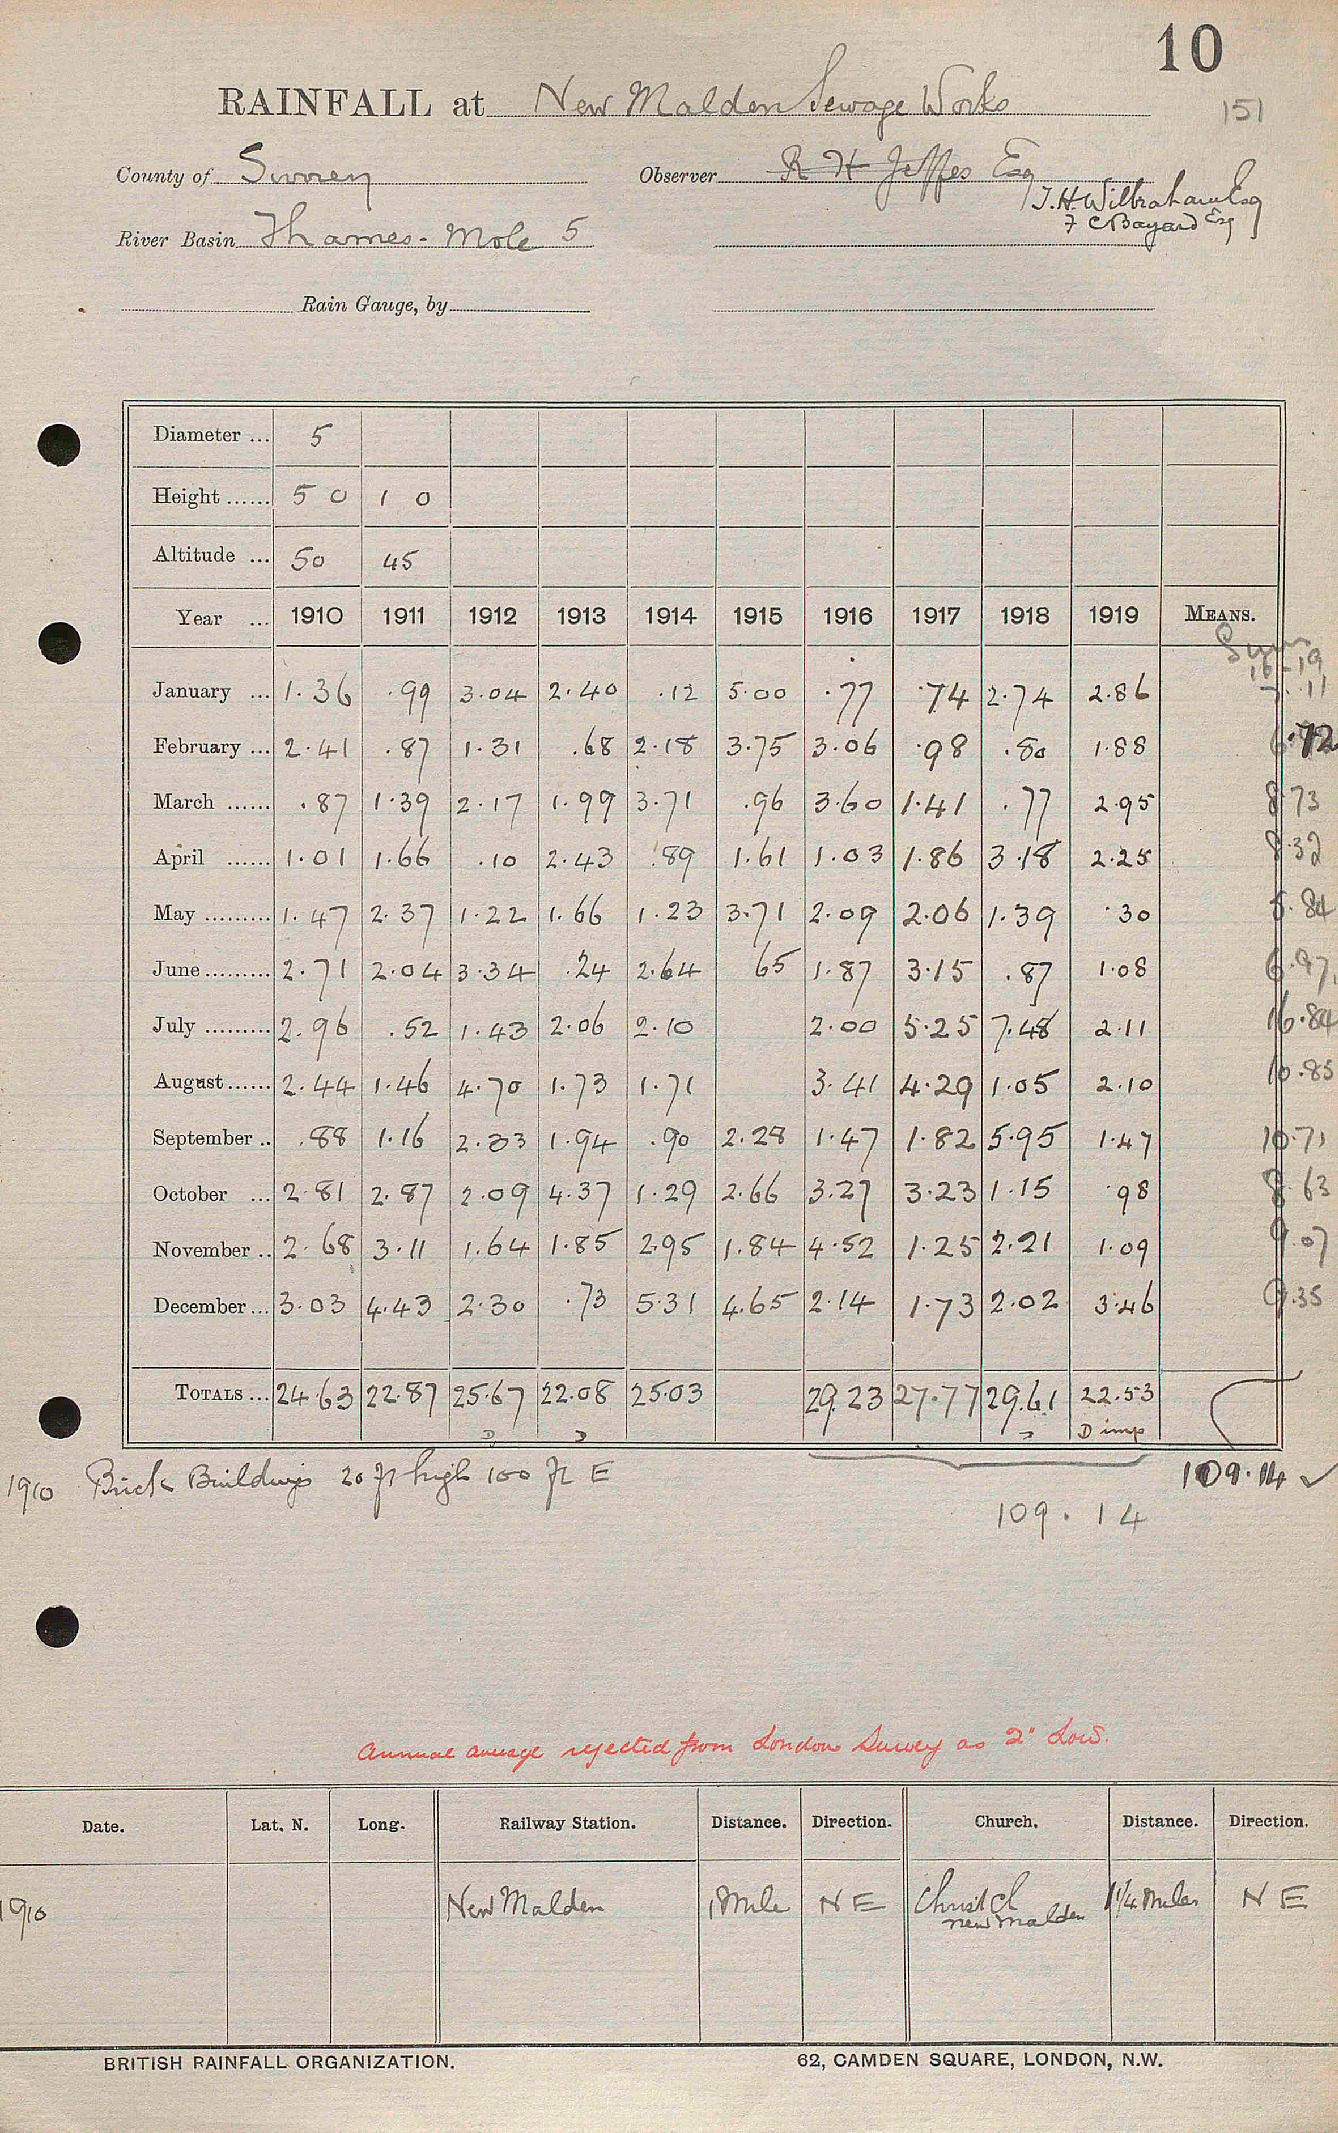 10
RAINFALL at New Malden Sewage Works
151
County of Surrey Observer R H Jeffes Esq
J.H. Wilbraham Esq
River Basin Thames - Mole 5 F C Bayard Esq
Rain Gauge, by
Diameter ... 5
Height ...... 5 0 1 0
Altitude ... 50 45
Year ... 1910 1911 1912 1913 1914 1915 1916 1917 1918 1919 MEANS.
Sum
16-19
January ... 1.36 .99 3.04 2.40 .12 5.00 .77 .74 2.74 2.86 7.11
February ... 2.41 .87 1.31 .68 2.18 3.75 3.06 .98 .80 1.88 6.72
March ...... .87 1.39 2.17 1.99 3.71 .96 3.60 1.41 .77 2.95 8.73
April ...... 1.01 1.66 .10 2.43 .89 1.61 1.03 1.86 3.18 2.25 8.32
May ......... 1.47 2.37 1.22 1.66 1.23 3.71 2.09 2.06 1.39 .30 5.84
June ......... 2.71 2.04 3.34 .24 2.64 65 1.87 3.15 .87 1.08 6.97
July ......... 2.96 .52 1.43 2.06 2.10 2.00 5.25 7.48 2.11 16.84
August ...... 2.44 1.46 4.70 1.73 1.71 3.41 4.29 1.05 2.10 10.85
September .. .88 1.16 2.33 1.94 .90 2.28 1.47 1.82 5.95 1.47 10.71
October ... 2.81 2.87 2.09 4.37 1.29 2.66 3.27 3.23 1.15 .98 8.63
November .. 2.68 3.11 1.64 1.85 2.95 1.84 4.52 1.25 2.21 1.09 9.07
December ... 3.03 4.43 2.30 .73 5.31 4.65 2.14 1.73 2.02 3.46 9.35
TOTALS ... 24.63 22.87 25.67 22.08 25.03 29.23 27.77 29.61 22.53
D D D D imp
1910 Brick Buildings 20 ft high 100 ft E
109.14 ✓
109.14
Annual average rejected from London Survey as 2" Low.
Date. Lat. N. Long. Railway Station. Distance. Direction. Church. Distance. Direction.
1910 New Malden 1 Mile N E Christ Ch 1¼ Miles N E
New Malden
BRITISH RAINFALL ORGANIZATION. 62, CAMDEN SQUARE, LONDON, N.W.